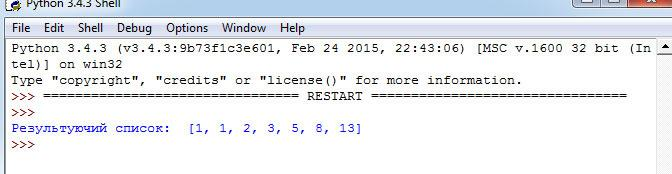 Python 3.4.3 Shell
File Edit Shell Debug Options Window Help
Python 3.4.3 (v3.4.3:9b73f1c3e601, Feb 24 2015, 22:43:06) [MSC v.1600 32 bit (In
tel)] on win32
Type "copyright", "credits" or "license()" for more information.
>>> ================================ RESTART ================================
>>>
Результуючий список:  [1, 1, 2, 3, 5, 8, 13]
>>>